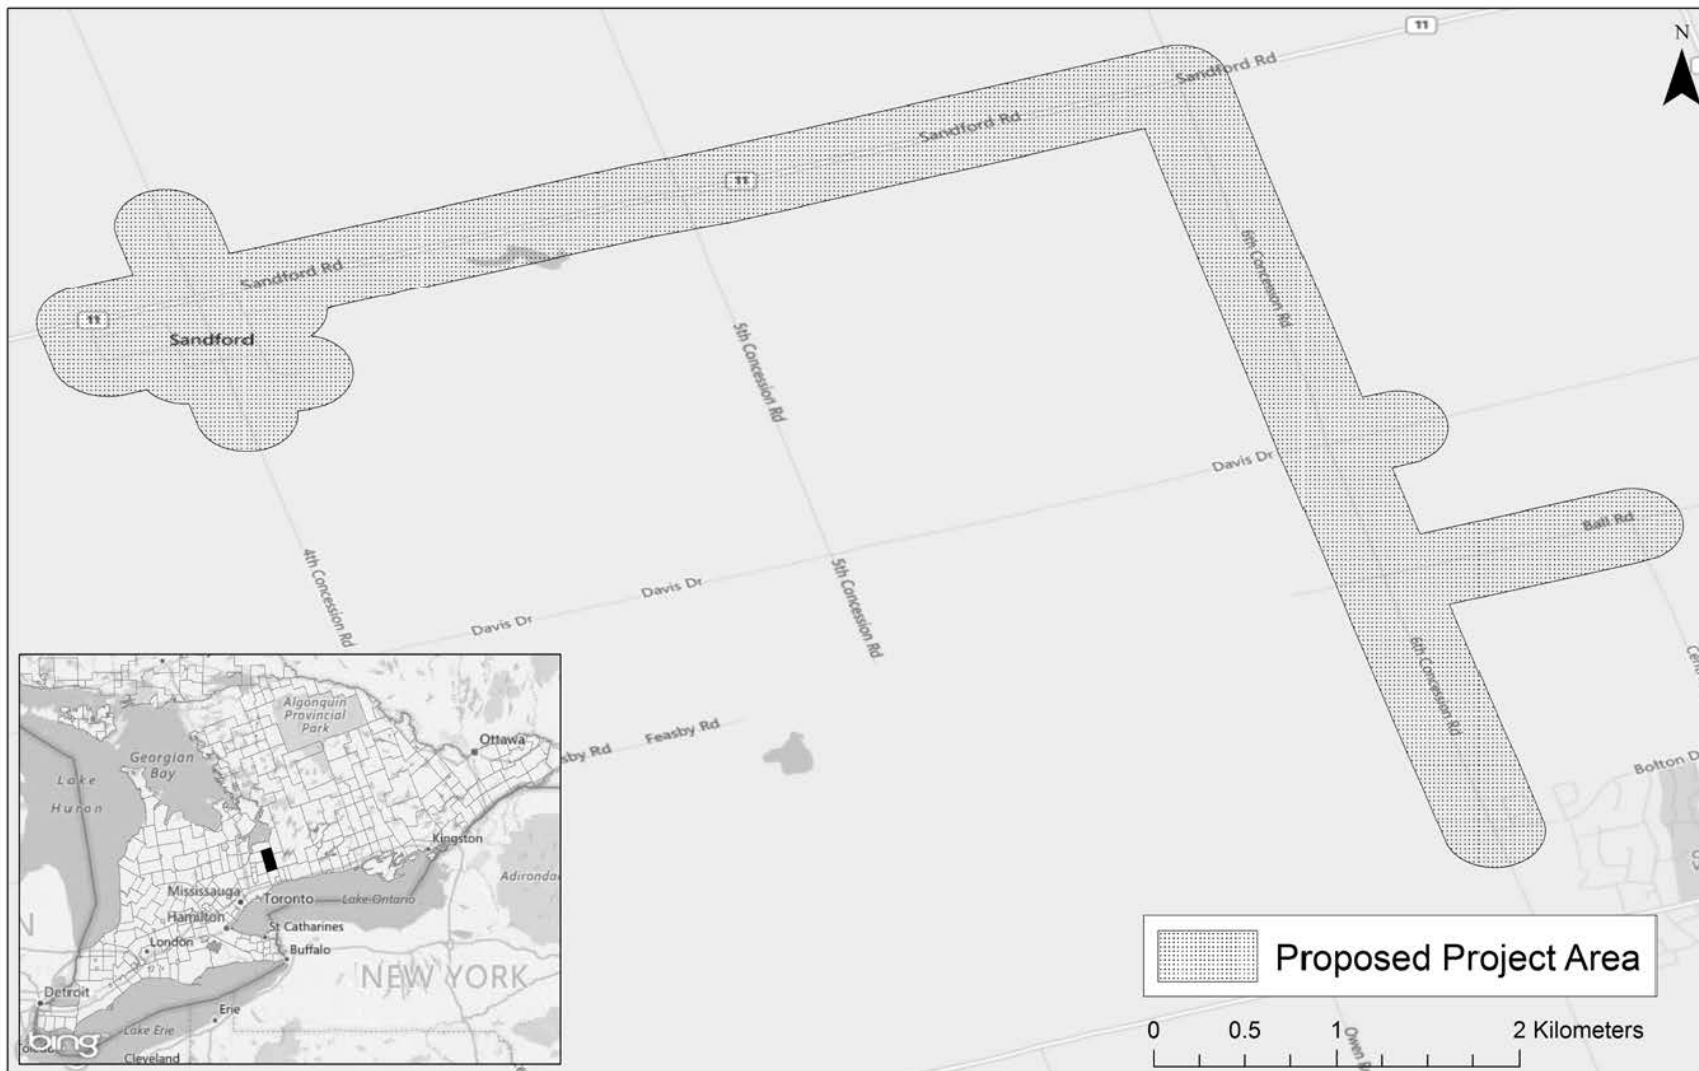 11
N
Sandford Rd
Sandford Rd
11
Sandford Rd
6th Concession Rd
11
Sandford
5th Concession Rd
Davis Dr
Ball Rd
4th Concession Rd
5th Concession Rd
Davis Dr
Davis Dr
6th Concession Rd
Feasby Rd
sby Rd
Bolton D
Algonquin
Provincial
Park
Ottawa
Georgian
Bay
Lake
Huron
Kingston
Adironda
Mississauga
Toronto
Lake Ontario
Hamilton
St Catharines
London
Buffalo
NEW YORK
Detroit
Erie
Lake Erie
bing
Cleveland
Proposed Project Area
0 0.5 1 2 Kilometers